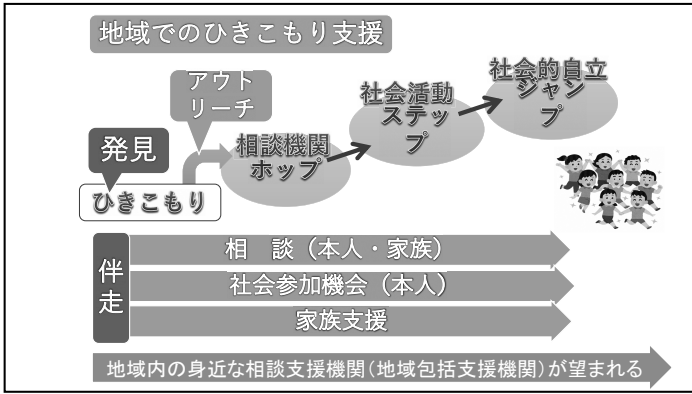 地域でのひきこもり支援
アウト
リーチ
発見
ひきこもり
相談機関
ホップ
社会活動
ステッ
プ
社会的自立
ジャン
プ
伴
走
相 談（本人・家族）
社会参加機会（本人）
家族支援
地域内の身近な相談支援機関（地域包括支援機関）が望まれる